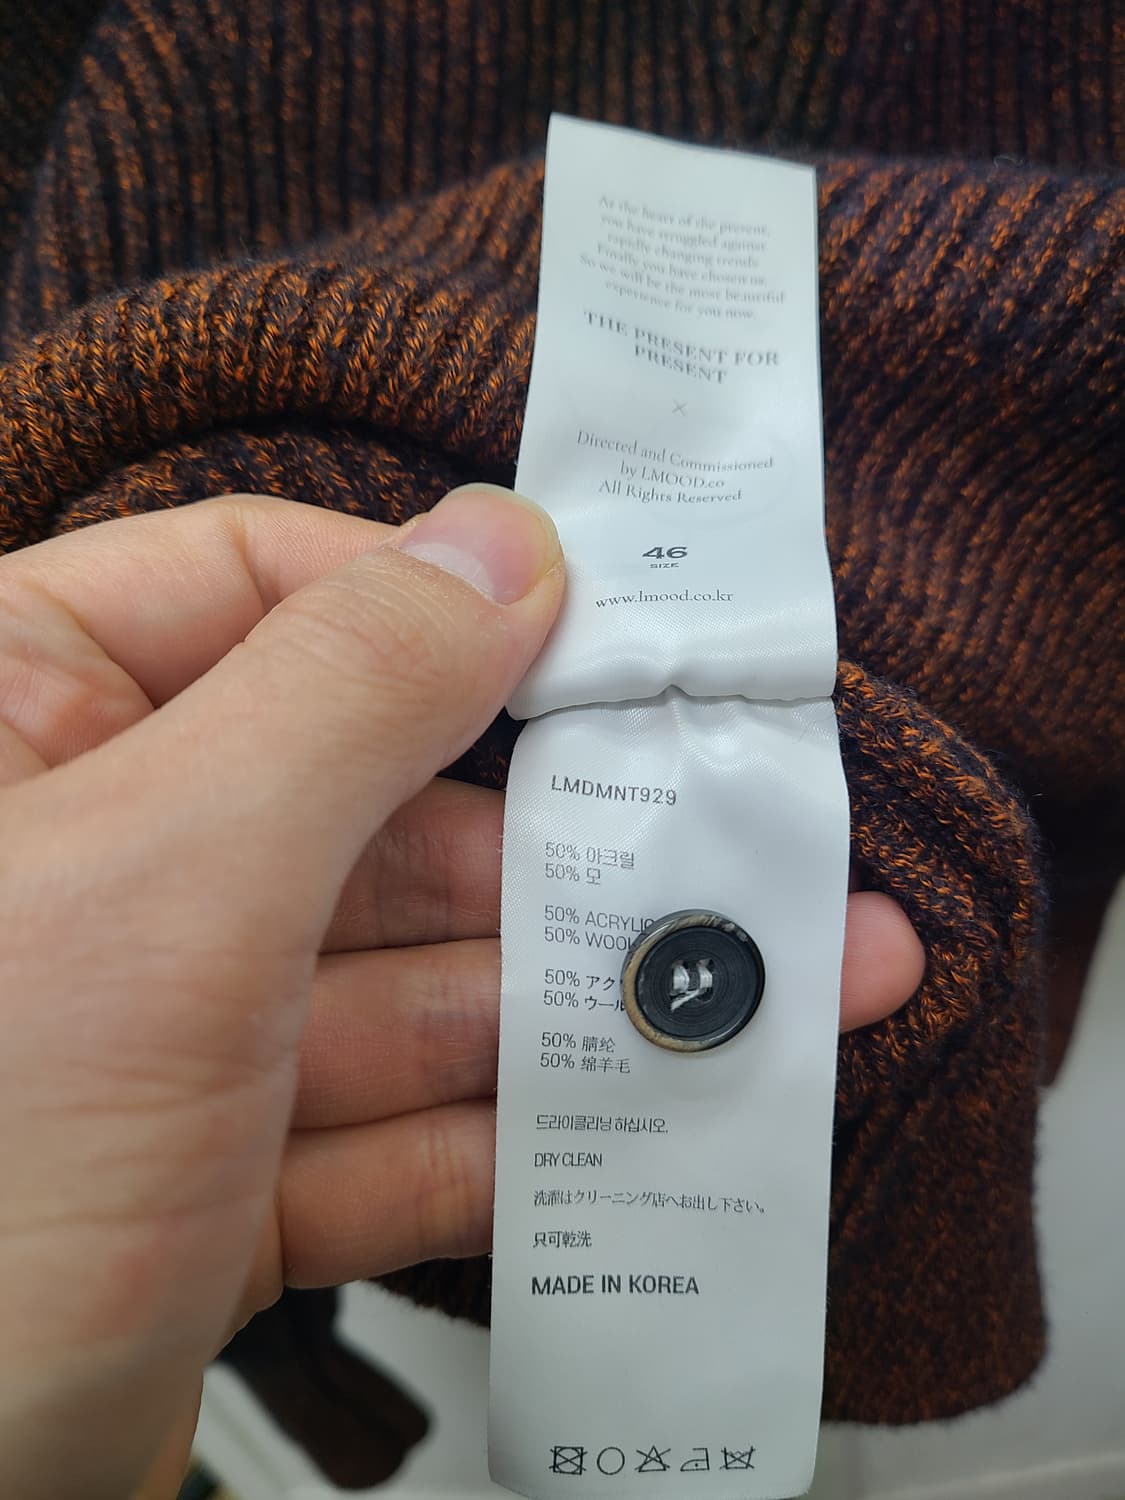 As the heart of the present,
you have struggled against
rapidly changing trends
Finally you have chosen us.
So we will be the most beautiful
experience for you now.
THE PRESENT FOR
PRESENT
×
Directed and Commissioned
by LMOOD.co
All Rights Reserved
46
SIZE
www.lmood.co.kr
LMDMNT929
50% 아크릴
50% 모
50% ACRYLIC
50% WOOL
50% アク
50% ウール
50% 腈纶
50% 绵羊毛
드라이클리닝 하십시오.
DRY CLEAN
洗濯はクリーニング店へお出し下さい。
只可乾洗
MADE IN KOREA